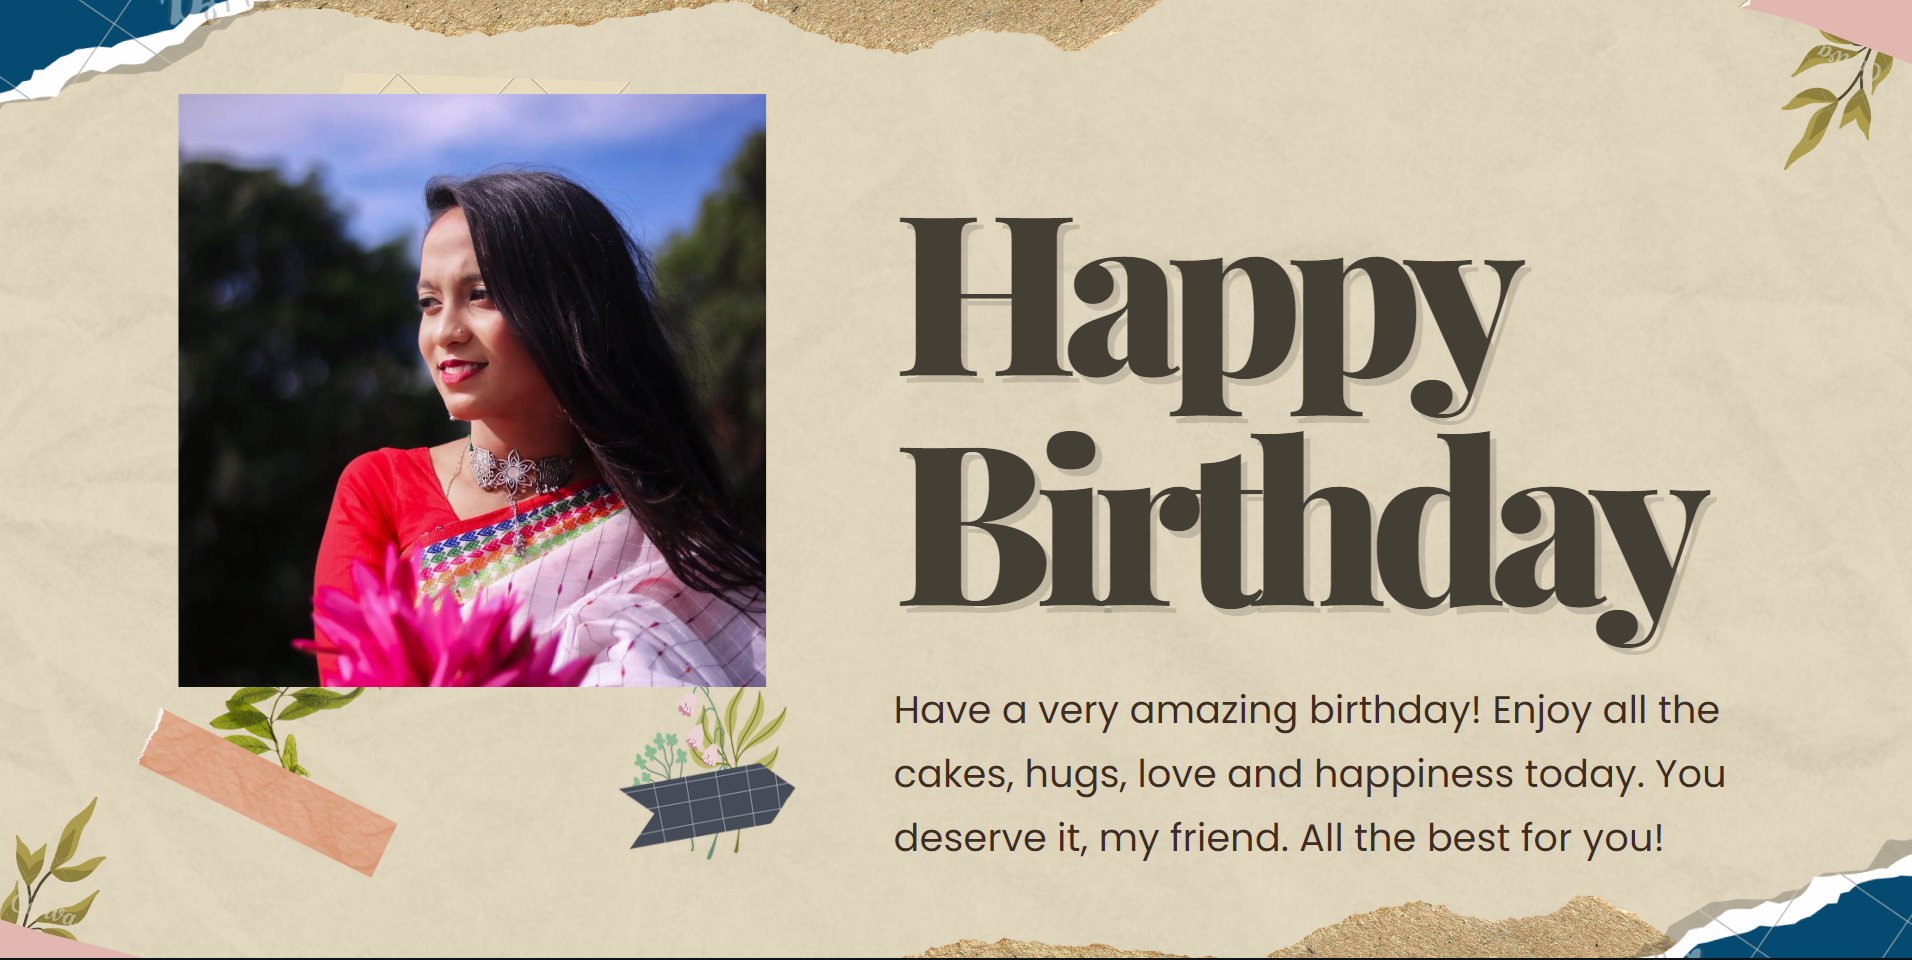 Happy
Birthday
Have a very amazing birthday! Enjoy all the
cakes, hugs, love and happiness today. You
deserve it, my friend. All the best for you!